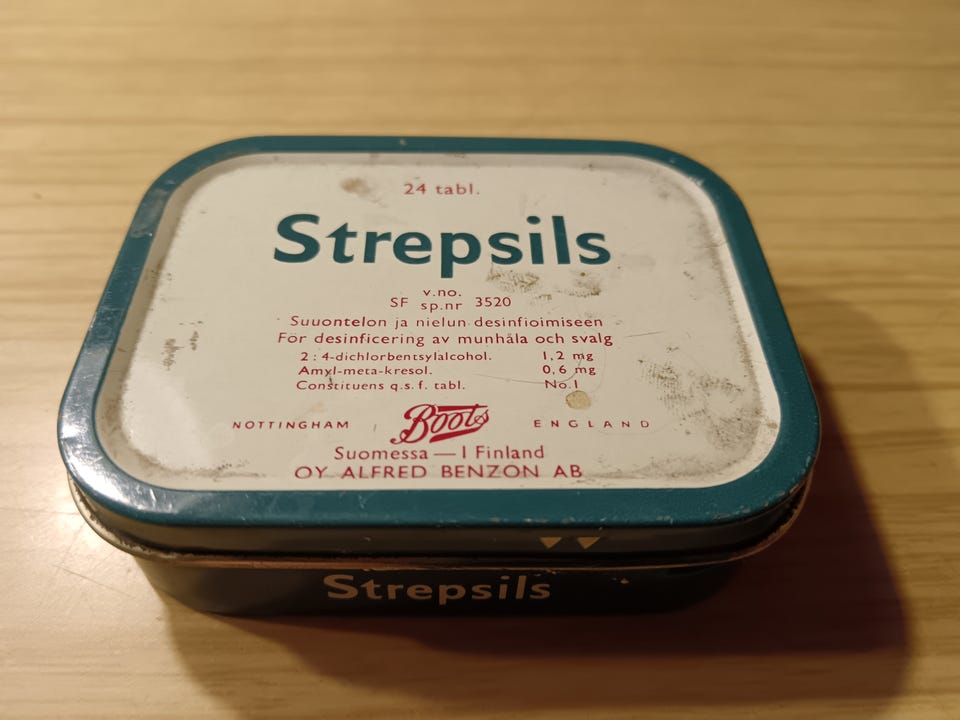 24 tabl.
Strepsils
v.no.
SF sp.nr 3520
Suuontelon ja nielun desinfioimiseen
För desinficering av munhåla och svalg
2 : 4-dichlorbentsylalcohol. 1,2 mg
Amyl-meta-kresol. 0,6 mg
Constituens q.s.f. tabl. No.1
NOTTINGHAM Boots ENGLAND
Suomessa — I Finland
OY ALFRED BENZON AB
Strepsils